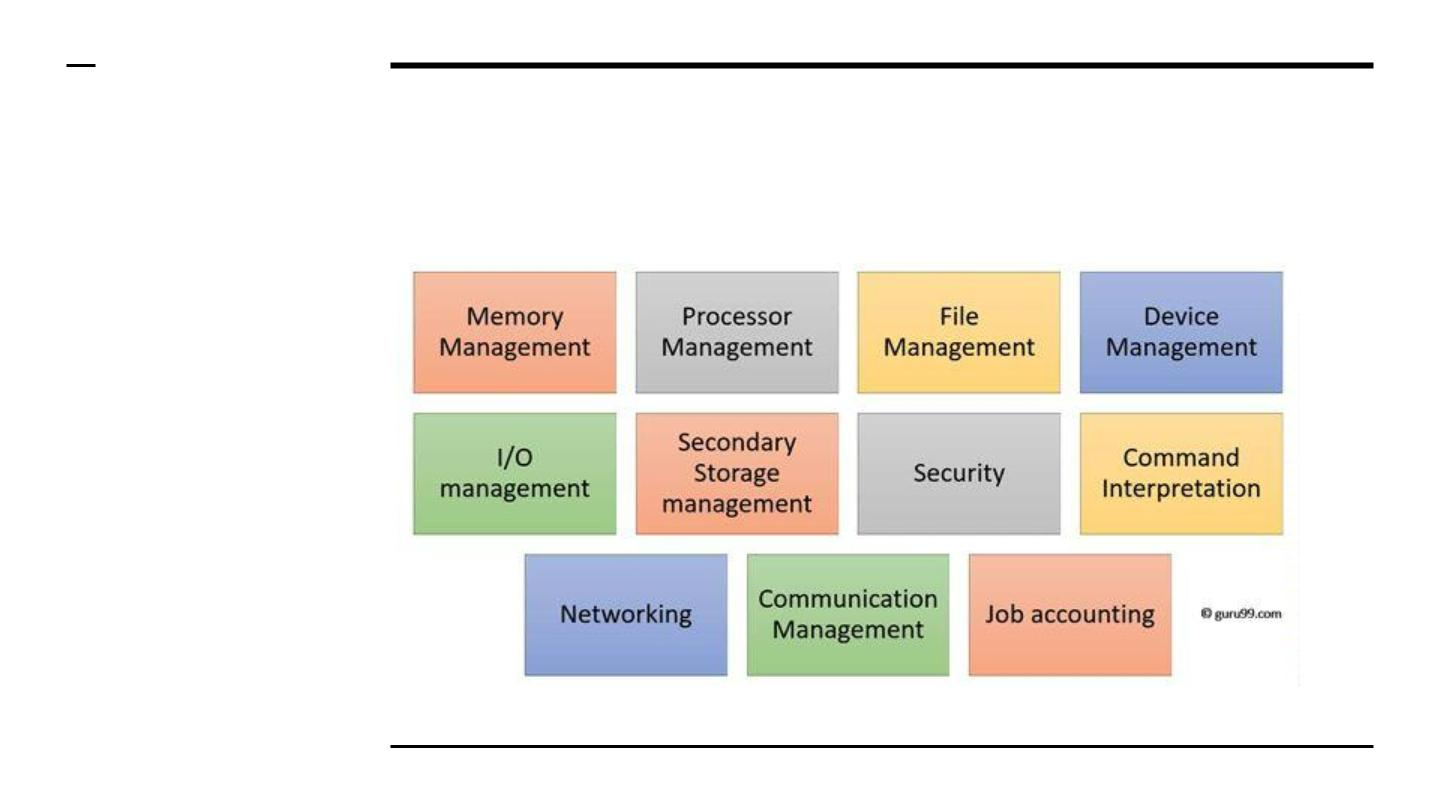 Memory
Management
Processor
Management
File
Management
Device
Management
I/O
management
Secondary
Storage
management
Security
Command
Interpretation
Networking
Communication
Management
Job accounting
© guru99.com